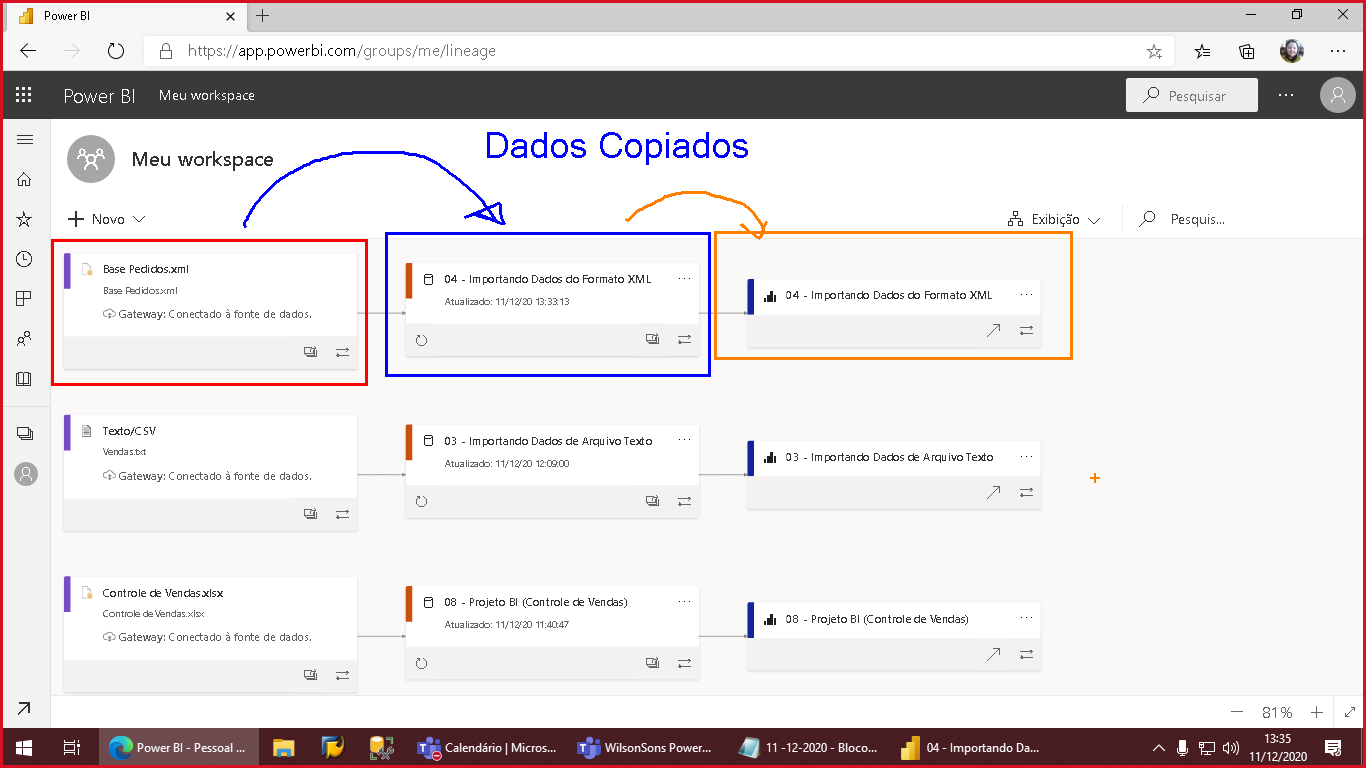 Power BI
https://app.powerbi.com/groups/me/lineage
Power BI Meu workspace
Pesquisar
Meu workspace
Dados Copiados
Novo
Exibição
Pesquis...
Base Pedidos.xml
Base Pedidos.xml
Gateway: Conectado à fonte de dados.
04 - Importando Dados do Formato XML
Atualizado: 11/12/20 13:33:13
04 - Importando Dados do Formato XML
Texto/CSV
Vendas.txt
Gateway: Conectado à fonte de dados.
03 - Importando Dados de Arquivo Texto
Atualizado: 11/12/20 12:09:00
03 - Importando Dados de Arquivo Texto
Controle de Vendas.xlsx
Controle de Vendas.xlsx
Gateway: Conectado à fonte de dados.
08 - Projeto BI (Controle de Vendas)
Atualizado: 11/12/20 11:40:47
08 - Projeto BI (Controle de Vendas)
81%
Power BI - Pessoal ...
Calendário | Micros...
WilsonSons Power...
11 -12-2020 - Bloco...
04 - Importando Da...
13:35
11/12/2020